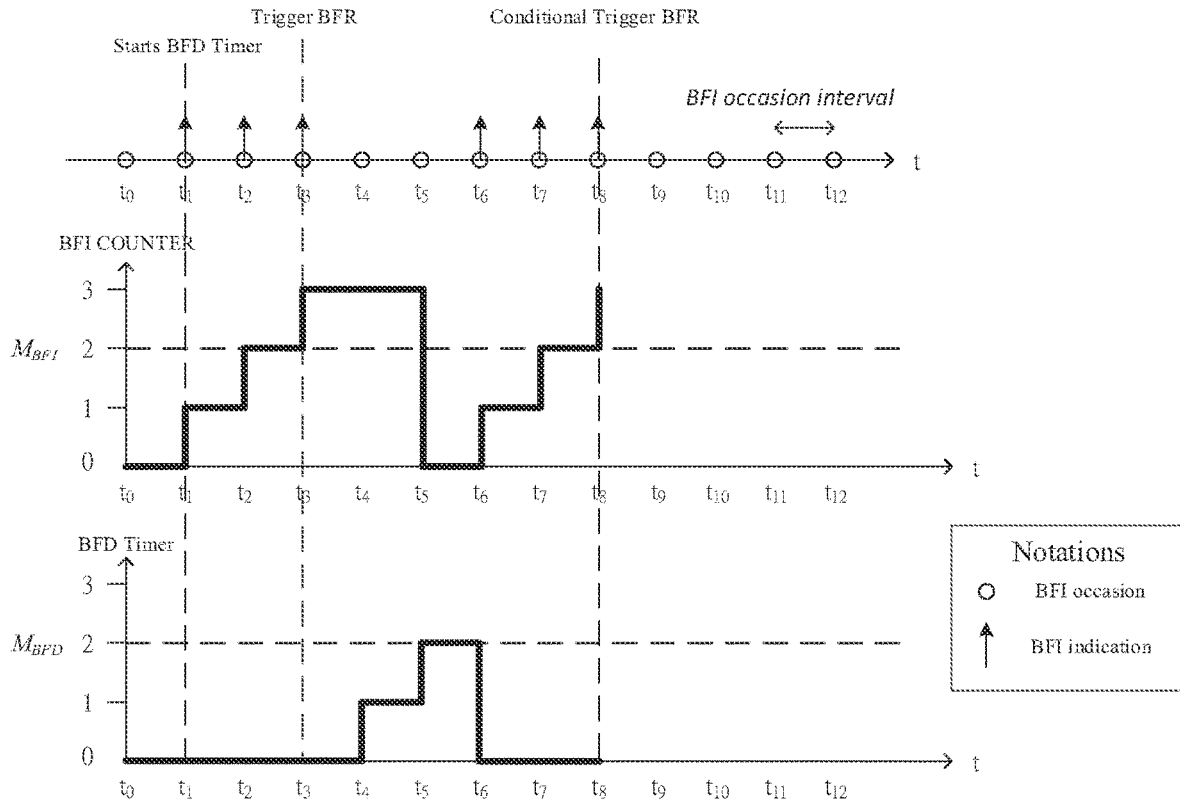 Trigger BFR
Conditional Trigger BFR
Starts BFD Timer
BFI occasion interval
t
t₀ t₁ t₂ t₃ t₄ t₅ t₆ t₇ t₈ t₉ t₁₀ t₁₁ t₁₂
BFI COUNTER
3
M_BFI 2
1
0
t
t₀ t₁ t₂ t₃ t₄ t₅ t₆ t₇ t₈ t₉ t₁₀ t₁₁ t₁₂
BFD Timer
3
M_BFD 2
1
0
t
t₀ t₁ t₂ t₃ t₄ t₅ t₆ t₇ t₈ t₉ t₁₀ t₁₁ t₁₂
Notations
BFI occasion
BFI indication